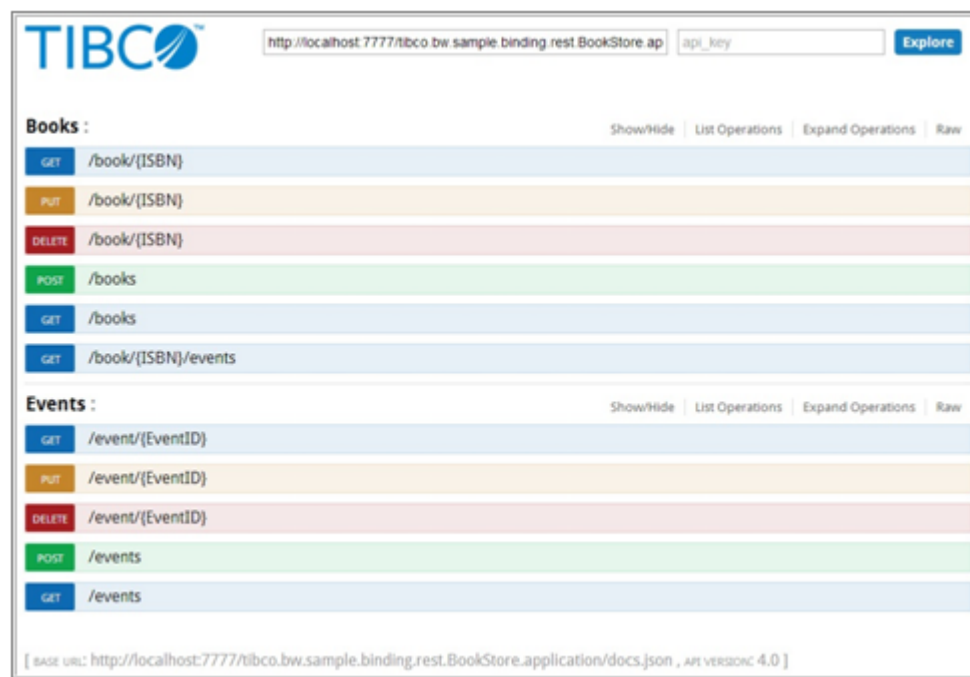 TIBCO™ http://localhost:7777/tibco.bw.sample.binding.rest.BookStore.ap api_key Explore
Books : Show/Hide List Operations Expand Operations Raw
GET /book/{ISBN}
PUT /book/{ISBN}
DELETE /book/{ISBN}
POST /books
GET /books
GET /book/{ISBN}/events
Events : Show/Hide List Operations Expand Operations Raw
GET /event/{EventID}
PUT /event/{EventID}
DELETE /event/{EventID}
POST /events
GET /events
[ BASE URL: http://localhost:7777/tibco.bw.sample.binding.rest.BookStore.application/docs.json , API VERSION: 4.0 ]